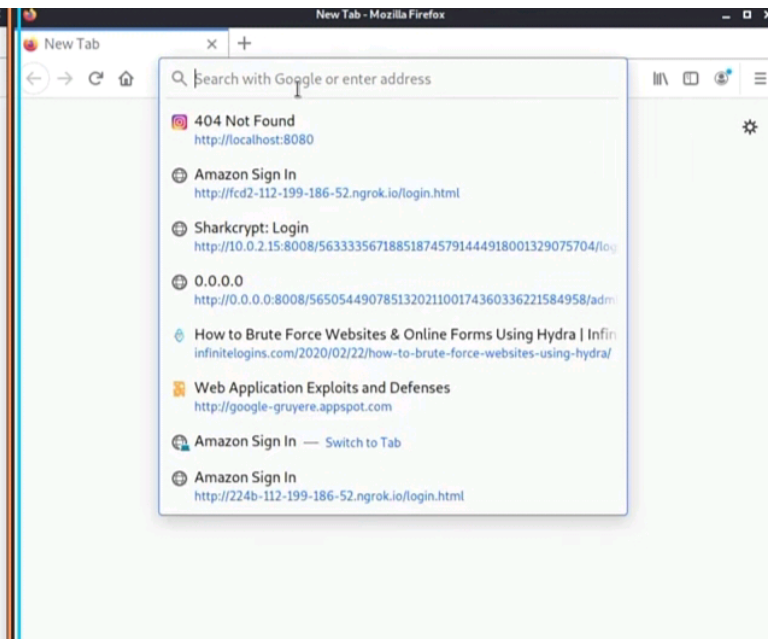 New Tab - Mozilla Firefox
New Tab
Search with Google or enter address
404 Not Found
http://localhost:8080
Amazon Sign In
http://fcd2-112-199-186-52.ngrok.io/login.html
Sharkcrypt: Login
http://10.0.2.15:8008/563333567188518745791444918001329075704/log
0.0.0.0
http://0.0.0.0:8008/565054490785132021100174360336221584958/adm
How to Brute Force Websites & Online Forms Using Hydra | Infin
infinitelogins.com/2020/02/22/how-to-brute-force-websites-using-hydra/
Web Application Exploits and Defenses
http://google-gruyere.appspot.com
Amazon Sign In — Switch to Tab
Amazon Sign In
http://224b-112-199-186-52.ngrok.io/login.html